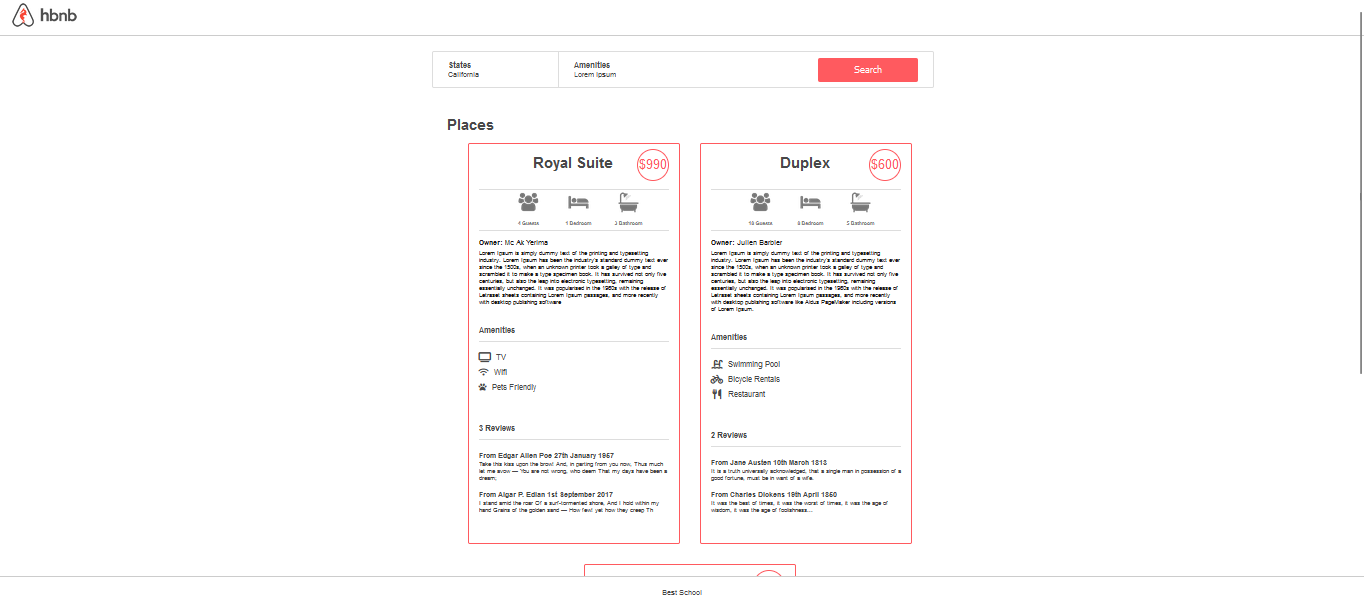 hbnb
States
California
Amenities
Lorem Ipsum
Search
Places
Royal Suite
$990
4 Guests
1 Bedroom
3 Bathroom
Owner: Mc Ak Yerima
Lorem Ipsum is simply dummy text of the printing and typesetting
industry. Lorem Ipsum has been the industry's standard dummy text ever
since the 1500s, when an unknown printer took a galley of type and
scrambled it to make a type specimen book. It has survived not only five
centuries, but also the leap into electronic typesetting, remaining
essentially unchanged. It was popularised in the 1960s with the release of
Letraset sheets containing Lorem Ipsum passages, and more recently
with desktop publishing software
Amenities
TV
Wifi
Pets Friendly
3 Reviews
From Edgar Allen Poe 27th January 1967
Take this kiss upon the brow! And, in parting from you now, Thus much
let me avow — You are not wrong, who deem That my days have been a
dream;
From Algar P. Edlan 1st September 2017
I stand amid the roar Of a surf-tormented shore, And I hold within my
hand Grains of the golden sand — How few! yet how they creep Th
Duplex
$600
Guests
8 Bedroom
5 Bathroom
Owner: Julien Barbier
Lorem Ipsum is simply dummy text of the printing and typesetting
industry. Lorem Ipsum has been the industry's standard dummy text ever
since the 1500s, when an unknown printer took a galley of type and
scrambled it to make a type specimen book. It has survived not only five
centuries, but also the leap into electronic typesetting, remaining
essentially unchanged. It was popularised in the 1960s with the release of
Letraset sheets containing Lorem Ipsum passages, and more recently
with desktop publishing software like Aldus PageMaker including versions
of Lorem Ipsum.
Amenities
Swimming Pool
Bicycle Rentals
Restaurant
2 Reviews
From Jane Austen 10th March 1813
It is a truth universally acknowledged, that a single man in possession of a
good fortune, must be in want of a wife.
From Charles Dickens 19th April 1850
It was the best of times, it was the worst of times, it was the age of
wisdom, it was the age of foolishness...
Best School